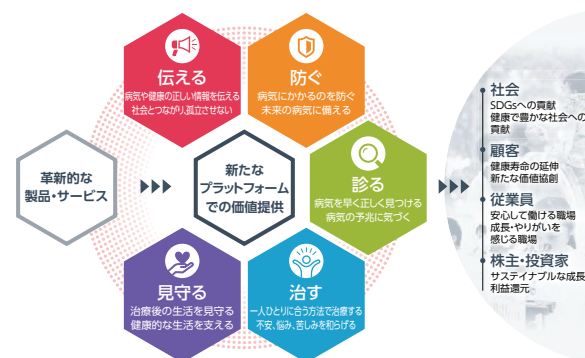 伝える
病気や健康の正しい情報を伝える
社会とつながり、孤立させない
防ぐ
病気にかかるのを防ぐ
未来の病気に備える
革新的な
製品・サービス
新たな
プラットフォーム
での価値提供
診る
病気を早く正しく見つける
病気の予兆に気づく
見守る
治療後の生活を見守る
健康的な生活を支える
治す
一人ひとりに合う方法で治療する
不安、悩み、苦しみを和らげる
社会
SDGsへの貢献
健康で豊かな社会への
貢献
顧客
健康寿命の延伸
新たな価値協創
従業員
安心して働ける職場
成長・やりがいを
感じる職場
株主・投資家
サステイナブルな成長
利益還元